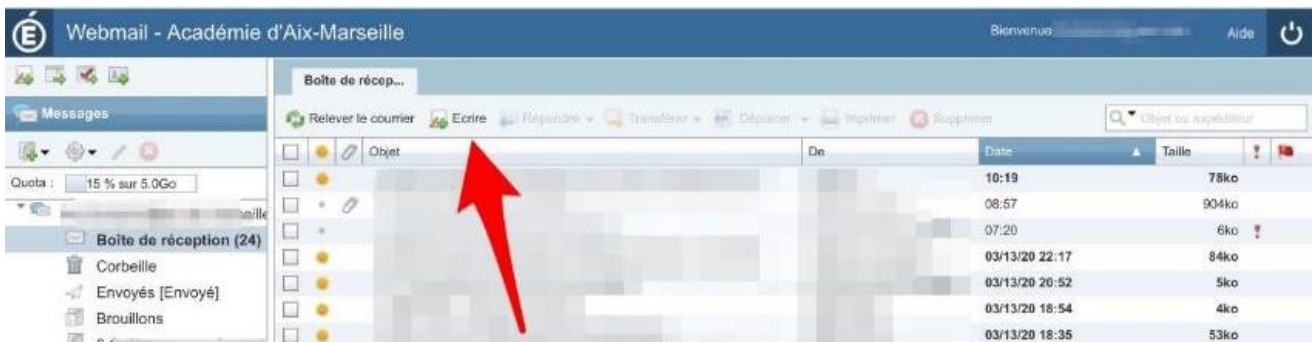 É Webmail - Académie d'Aix-Marseille
Bienvenue
Aide
Boîte de récep...
Messages
Relever le courrier Ecrire Répondre Transférer Déplacer Imprimer Supprimer
Objet ou expéditeur
Objet De Date Taille !
Quota : 15 % sur 5.0Go
10:19 78ko
08:57 904ko
Boîte de réception (24)
07:20 6ko !
Corbeille
03/13/20 22:17 84ko
Envoyés [Envoyé]
03/13/20 20:52 5ko
Brouillons
03/13/20 18:54 4ko
03/13/20 18:35 53ko